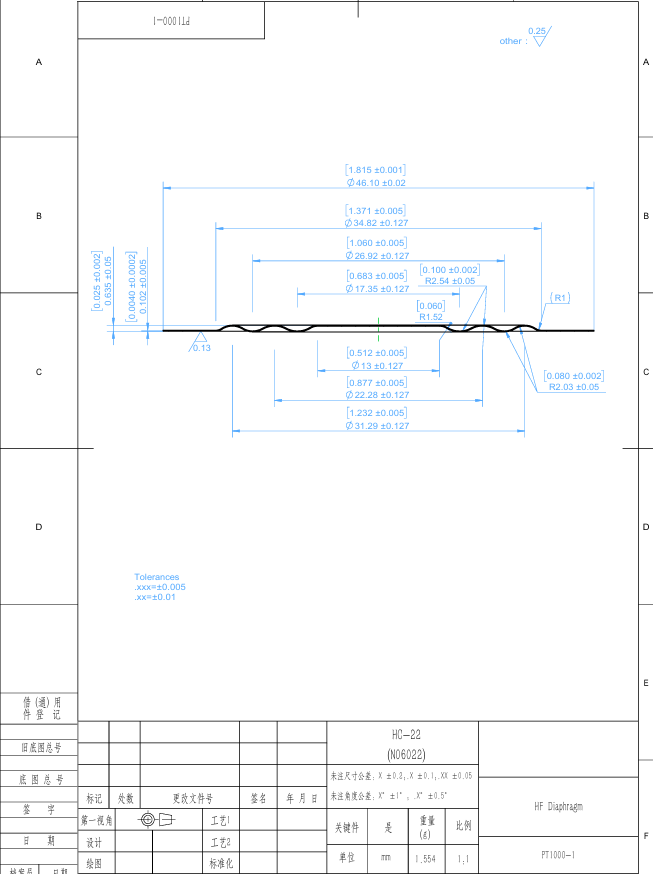 PT1000-1
0.25
other :
A
A
[1.815 ±0.001]
Ø46.10 ±0.02
B
B
[1.371 ±0.005]
Ø34.82 ±0.127
[1.060 ±0.005]
Ø26.92 ±0.127
[0.683 ±0.005]
Ø17.35 ±0.127
[0.100 ±0.002]
R2.54 ±0.05
[0.025 ±0.002]
0.635 ±0.05
[0.0040 ±0.0002]
0.102 ±0.005
[0.060]
R1.52
(R1)
0.13
C
C
[0.512 ±0.005]
Ø13 ±0.127
[0.080 ±0.002]
R2.03 ±0.05
[0.877 ±0.005]
Ø22.28 ±0.127
[1.232 ±0.005]
Ø31.29 ±0.127
D
D
Tolerances
.xxx=±0.005
.xx=±0.01
E
借(通)用
件登记
旧底图总号
底图总号
签字
日期
档案员 日期
HC-22
(N06022)
未注尺寸公差: X ±0.2,.X ±0.1,.XX ±0.05
未注角度公差: X° ±1° , .X° ±0.5°
标记 处数 更改文件号 签名 年月日
第一视角 工艺1
设计 工艺2
绘图 标准化
关键件 是 重量(g) 比例
单位 mm 1.554 1:1
HF Diaphragm
PT1000-1
F